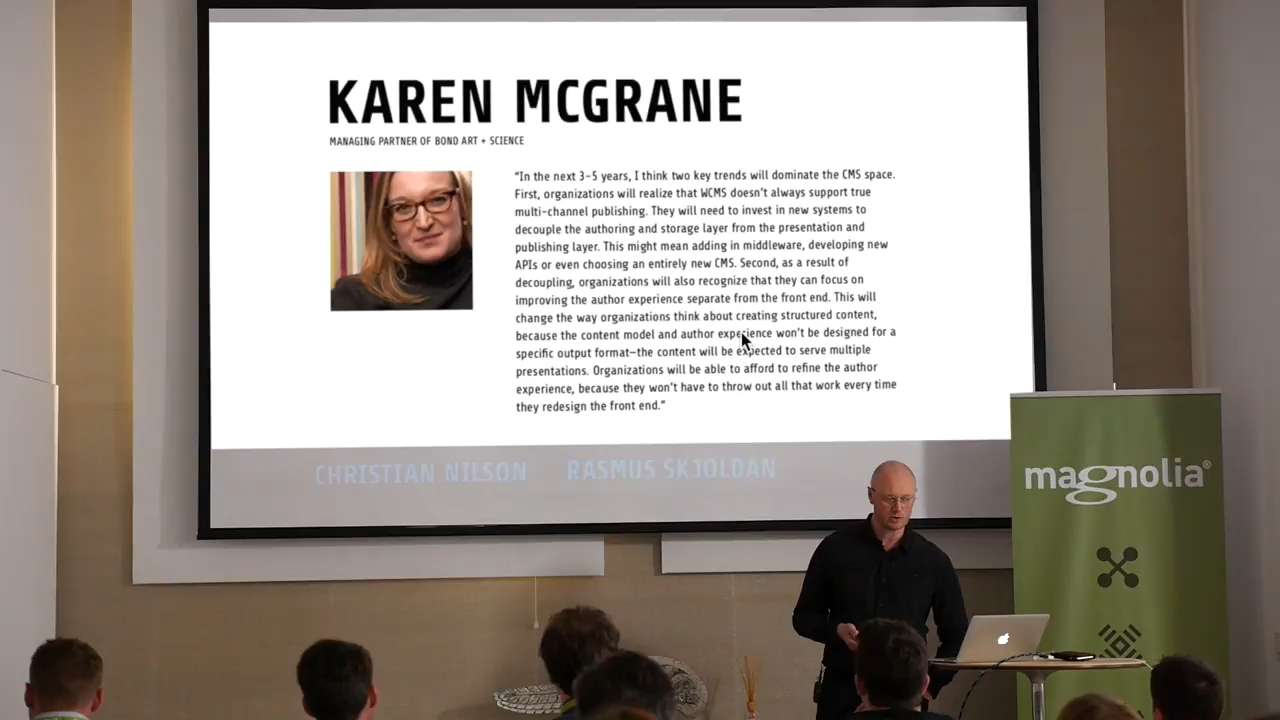 KAREN MCGRANE
MANAGING PARTNER OF BOND ART + SCIENCE
“In the next 3-5 years, I think two key trends will dominate the CMS space.
First, organizations will realize that WCMS doesn’t always support true
multi-channel publishing. They will need to invest in new systems to
decouple the authoring and storage layer from the presentation and
publishing layer. This might mean adding in middleware, developing new
APIs or even choosing an entirely new CMS. Second, as a result of
decoupling, organizations will also recognize that they can focus on
improving the author experience separate from the front end. This will
change the way organizations think about creating structured content,
because the content model and author experience won’t be designed for a
specific output format–the content will be expected to serve multiple
presentations. Organizations will be able to afford to refine the author
experience, because they won’t have to throw out all that work every time
they redesign the front end.”
CHRISTIAN NILSON RASMUS SKJOLDAN
magnolia®